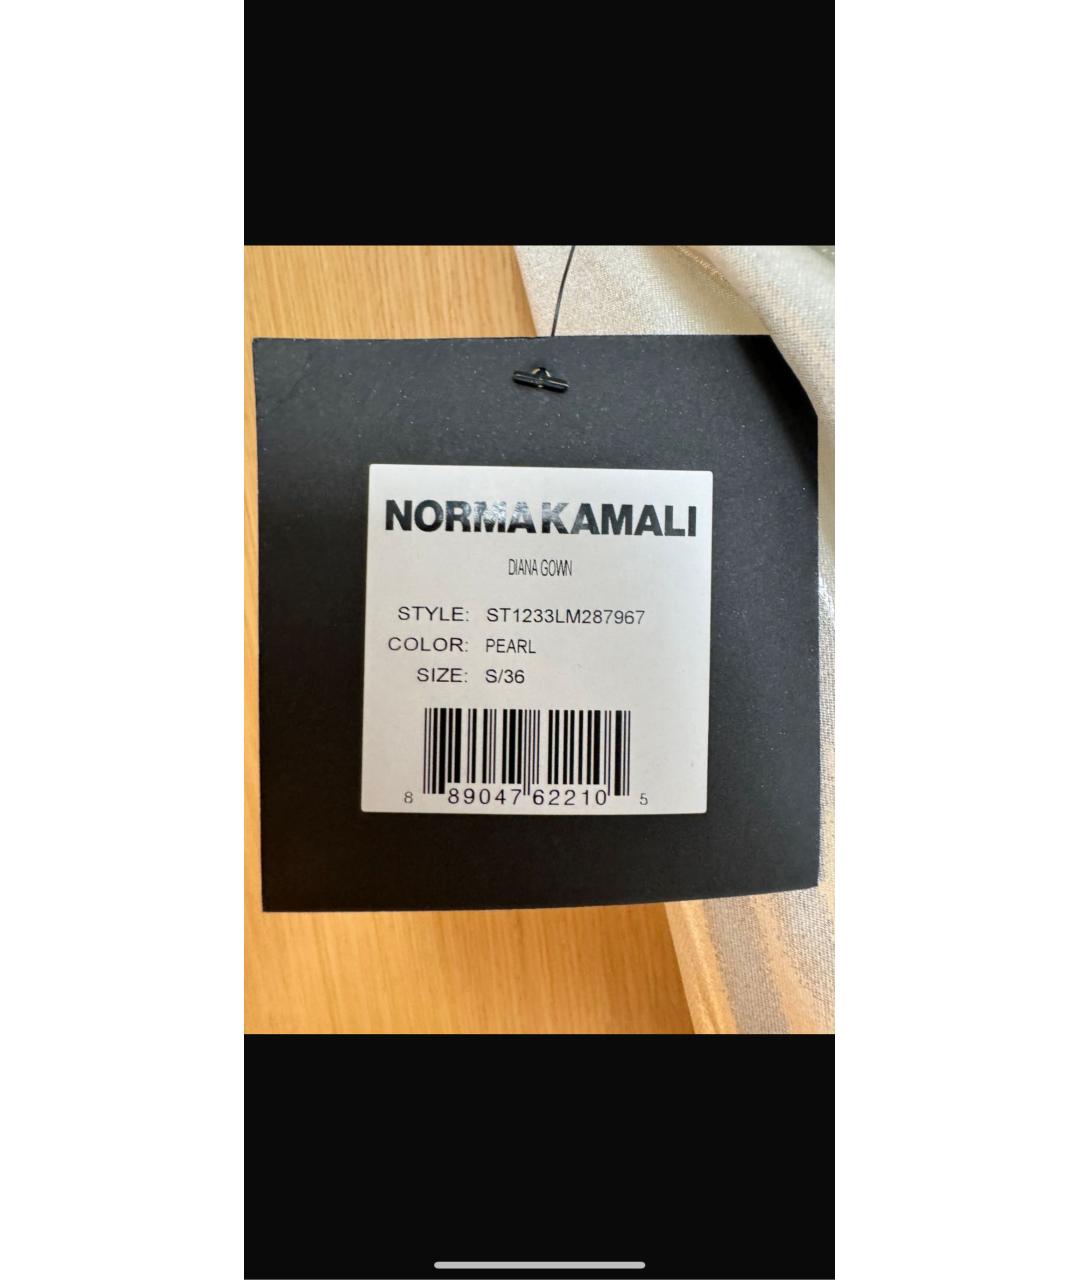 NORMA KAMALI
DIANA GOWN
STYLE: ST1233LM287967
COLOR: PEARL
SIZE: S/36
8 89047 62210 5